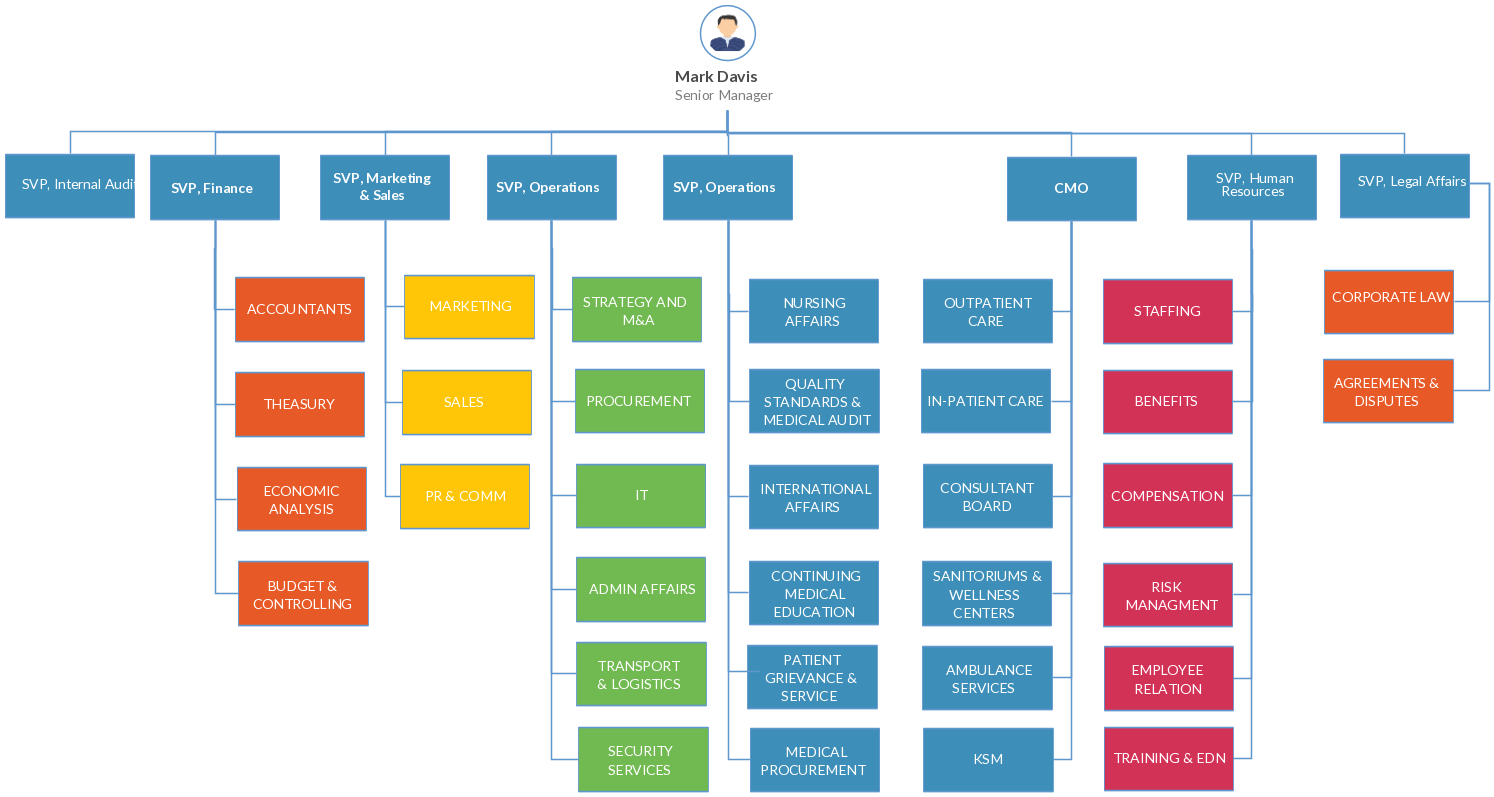 Mark Davis
Senior Manager
SVP, Internal Audit
SVP, Finance
SVP, Marketing
& Sales
SVP, Operations
SVP, Operations
CMO
SVP, Human
Resources
SVP, Legal Affairs
ACCOUNTANTS
THEASURY
ECONOMIC
ANALYSIS
BUDGET &
CONTROLLING
MARKETING
SALES
PR & COMM
STRATEGY AND
M&A
PROCUREMENT
IT
ADMIN AFFAIRS
TRANSPORT
& LOGISTICS
SECURITY
SERVICES
NURSING
AFFAIRS
QUALITY
STANDARDS &
MEDICAL AUDIT
INTERNATIONAL
AFFAIRS
CONTINUING
MEDICAL
EDUCATION
PATIENT
GRIEVANCE &
SERVICE
MEDICAL
PROCUREMENT
OUTPATIENT
CARE
IN-PATIENT CARE
CONSULTANT
BOARD
SANITORIUMS &
WELLNESS
CENTERS
AMBULANCE
SERVICES
KSM
STAFFING
BENEFITS
COMPENSATION
RISK
MANAGMENT
EMPLOYEE
RELATION
TRAINING & EDN
CORPORATE LAW
AGREEMENTS &
DISPUTES